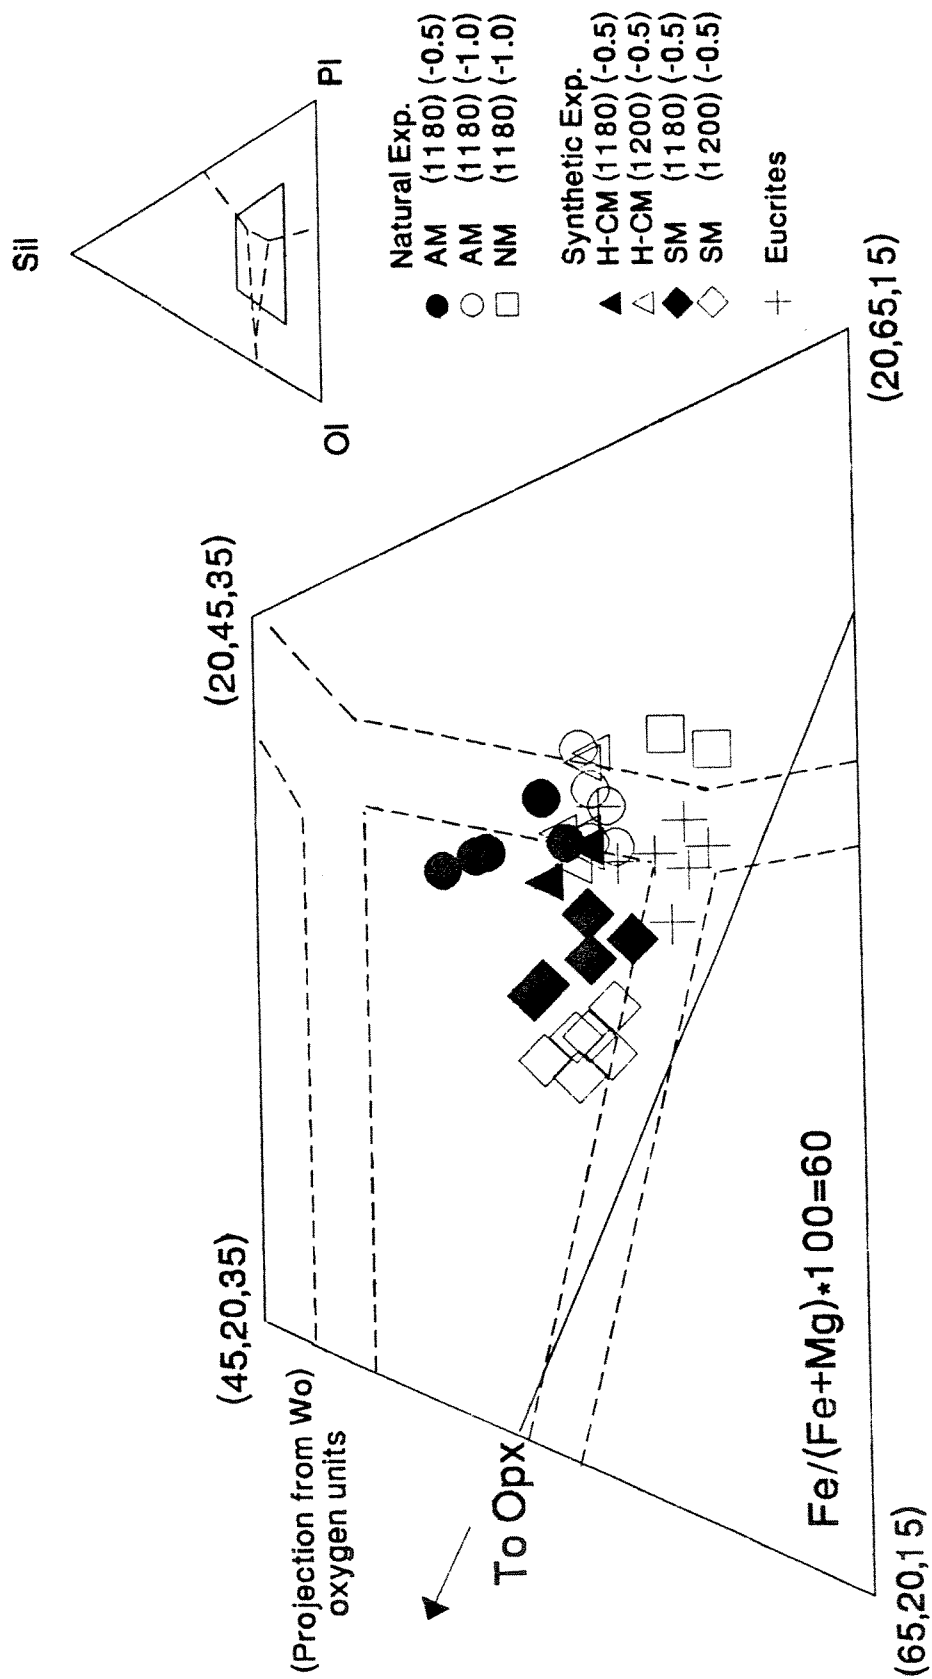 Sil
Ol
Pl
(Projection from Wo)
oxygen units
(45,20,35)
(20,45,35)
To Opx
Fe/(Fe+Mg)*100=60
(65,20,15)
(20,65,15)
Natural Exp.
AM (1180) (-0.5)
AM (1180) (-1.0)
NM (1180) (-1.0)
Synthetic Exp.
H-CM (1180) (-0.5)
H-CM (1200) (-0.5)
SM (1180) (-0.5)
SM (1200) (-0.5)
Eucrites